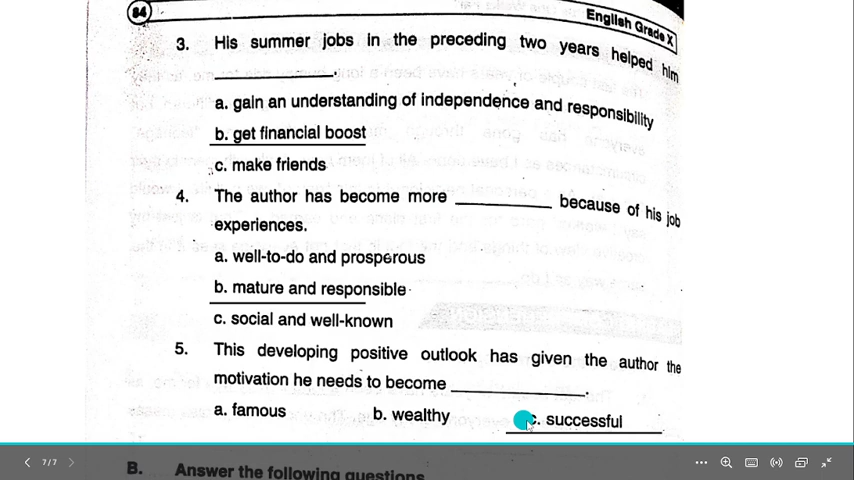 84
English Grade X
3. His summer jobs in the preceding two years helped him
____________.
a. gain an understanding of independence and responsibility
b. get financial boost
c. make friends
4. The author has become more __________ because of his job
experiences.
a. well-to-do and prosperous
b. mature and responsible
c. social and well-known
5. This developing positive outlook has given the author the
motivation he needs to become ______________.
a. famous b. wealthy c. successful
7/7
B. Answer the following questions